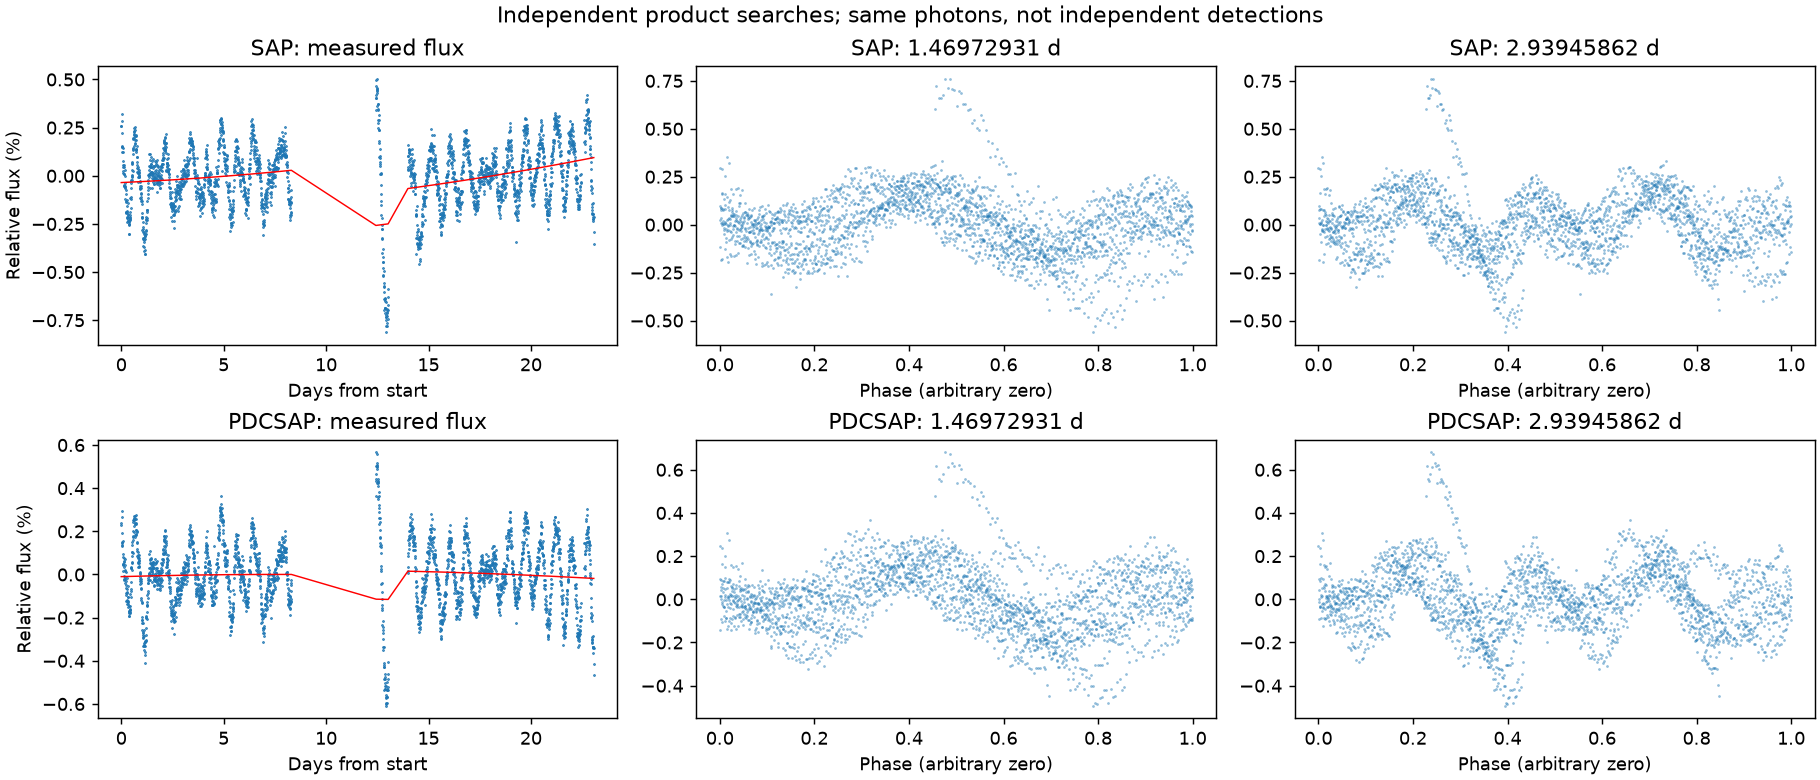 Independent product searches; same photons, not independent detections
SAP: measured flux
SAP: 1.46972931 d
SAP: 2.93945862 d
Relative flux (%)
0.50
0.25
0.00
−0.25
−0.50
−0.75
0 5 10 15 20
Days from start
0.75
0.50
0.25
0.00
−0.25
−0.50
0.0 0.2 0.4 0.6 0.8 1.0
Phase (arbitrary zero)
0.75
0.50
0.25
0.00
−0.25
−0.50
0.0 0.2 0.4 0.6 0.8 1.0
Phase (arbitrary zero)
PDCSAP: measured flux
PDCSAP: 1.46972931 d
PDCSAP: 2.93945862 d
Relative flux (%)
0.6
0.4
0.2
0.0
−0.2
−0.4
−0.6
0 5 10 15 20
Days from start
0.6
0.4
0.2
0.0
−0.2
−0.4
0.0 0.2 0.4 0.6 0.8 1.0
Phase (arbitrary zero)
0.6
0.4
0.2
0.0
−0.2
−0.4
0.0 0.2 0.4 0.6 0.8 1.0
Phase (arbitrary zero)